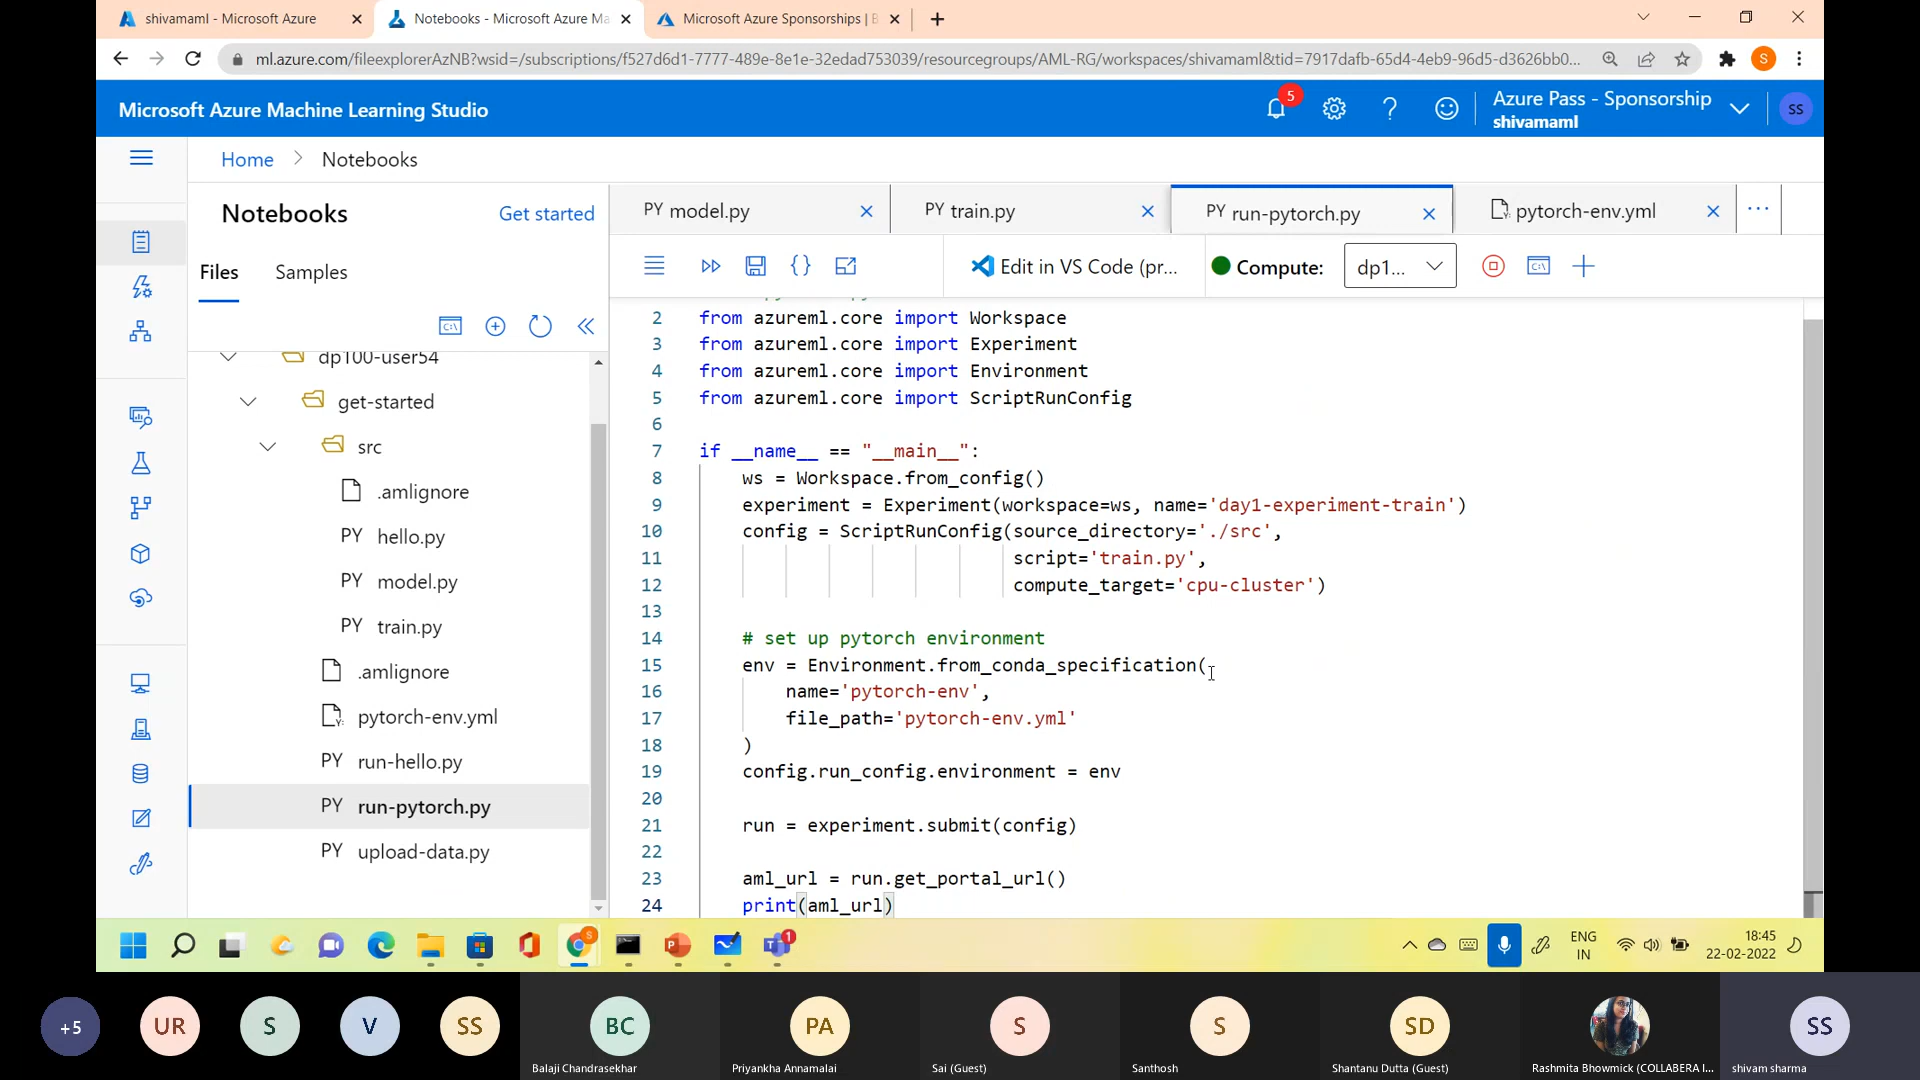 shivamaml - Microsoft Azure
Notebooks - Microsoft Azure Ma
Microsoft Azure Sponsorships | B
ml.azure.com/fileexplorerAzNB?wsid=/subscriptions/f527d6d1-7777-489e-8e1e-32edad753039/resourcegroups/AML-RG/workspaces/shivamaml&tid=7917dafb-65d4-4eb9-96d5-d3626bb0...
S
Microsoft Azure Machine Learning Studio
5
Azure Pass - Sponsorship
shivamaml
SS
Home > Notebooks
Notebooks
Get started
Files
Samples
dp100-user54
get-started
src
.amlignore
PY hello.py
PY model.py
PY train.py
.amlignore
pytorch-env.yml
PY run-hello.py
PY run-pytorch.py
PY upload-data.py
PY model.py
PY train.py
PY run-pytorch.py
pytorch-env.yml
...
Edit in VS Code (pr...
Compute:
dp1...
2 from azureml.core import Workspace
3 from azureml.core import Experiment
4 from azureml.core import Environment
5 from azureml.core import ScriptRunConfig
6
7 if __name__ == "__main__":
8 ws = Workspace.from_config()
9 experiment = Experiment(workspace=ws, name='day1-experiment-train')
10 config = ScriptRunConfig(source_directory='./src',
11 script='train.py',
12 compute_target='cpu-cluster')
13
14 # set up pytorch environment
15 env = Environment.from_conda_specification(
16 name='pytorch-env',
17 file_path='pytorch-env.yml'
18 )
19 config.run_config.environment = env
20
21 run = experiment.submit(config)
22
23 aml_url = run.get_portal_url()
24 print(aml_url)
S
1
ENG
IN
18:45
22-02-2022
+5
UR
S
V
SS
BC
PA
S
S
SD
SS
Balaji Chandrasekhar
Priyankha Annamalai
Sai (Guest)
Santhosh
Shantanu Dutta (Guest)
Rashmita Bhowmick (COLLABERA I...
shivam sharma